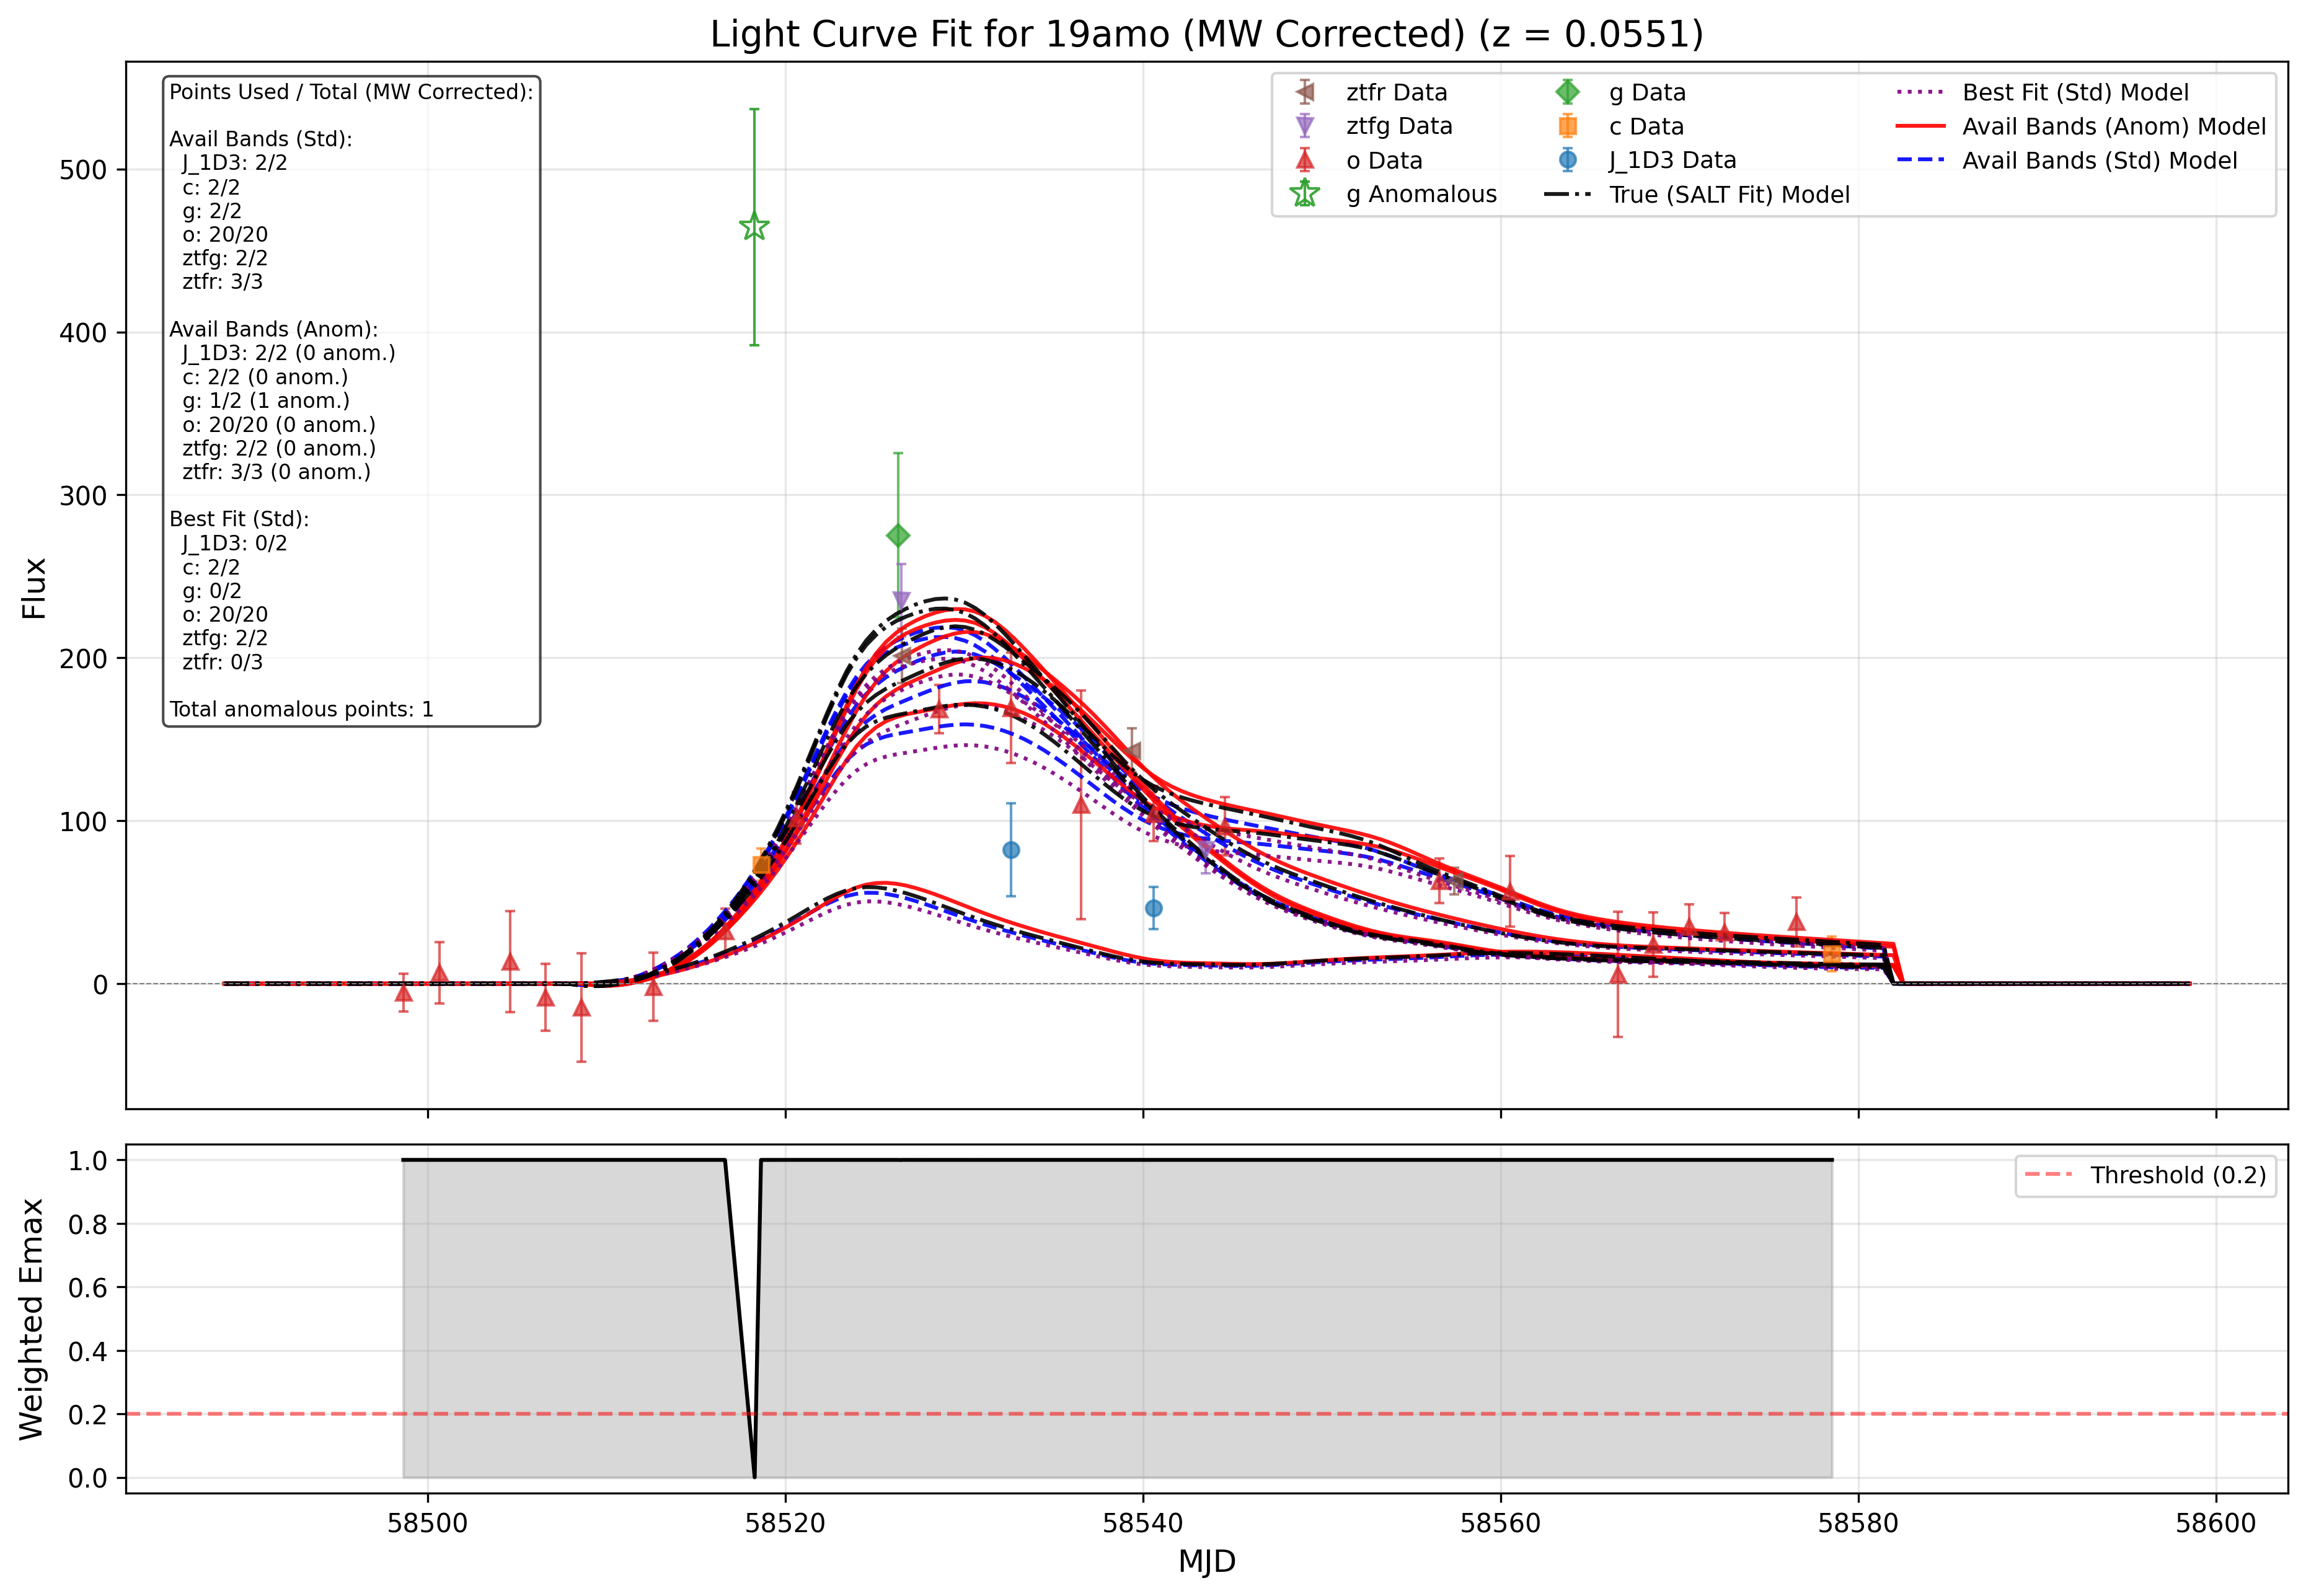 Light Curve Fit for 19amo (MW Corrected) (z = 0.0551)
Points Used / Total (MW Corrected):
Avail Bands (Std):
J_1D3: 2/2
c: 2/2
g: 2/2
o: 20/20
ztfg: 2/2
ztfr: 3/3
Avail Bands (Anom):
J_1D3: 2/2 (0 anom.)
c: 2/2 (0 anom.)
g: 1/2 (1 anom.)
o: 20/20 (0 anom.)
ztfg: 2/2 (0 anom.)
ztfr: 3/3 (0 anom.)
Best Fit (Std):
J_1D3: 0/2
c: 2/2
g: 0/2
o: 20/20
ztfg: 2/2
ztfr: 0/3
Total anomalous points: 1
ztfr Data
ztfg Data
o Data
g Anomalous
g Data
c Data
J_1D3 Data
True (SALT Fit) Model
Best Fit (Std) Model
Avail Bands (Anom) Model
Avail Bands (Std) Model
Flux
500
400
300
200
100
0
Weighted Emax
1.0
0.8
0.6
0.4
0.2
0.0
Threshold (0.2)
58500
58520
58540
58560
58580
58600
MJD